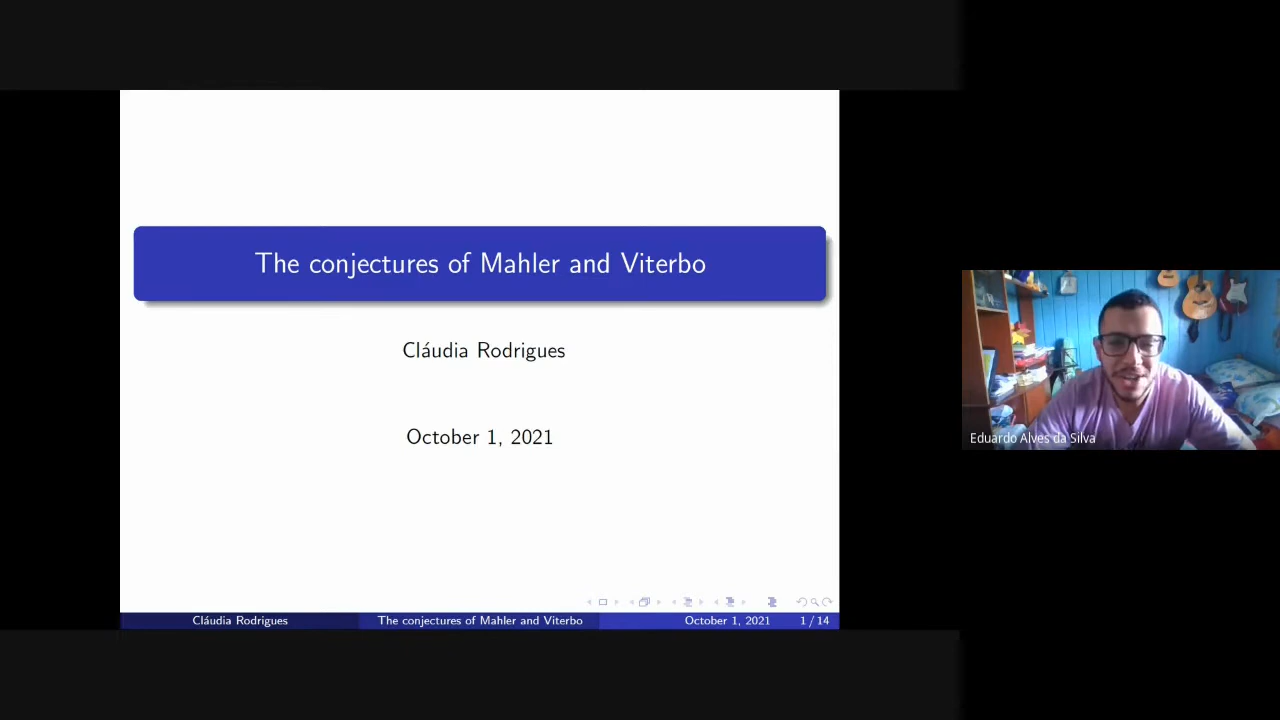 The conjectures of Mahler and Viterbo
Cláudia Rodrigues
October 1, 2021
Cláudia Rodrigues The conjectures of Mahler and Viterbo October 1, 2021 1 / 14
Eduardo Alves da Silva